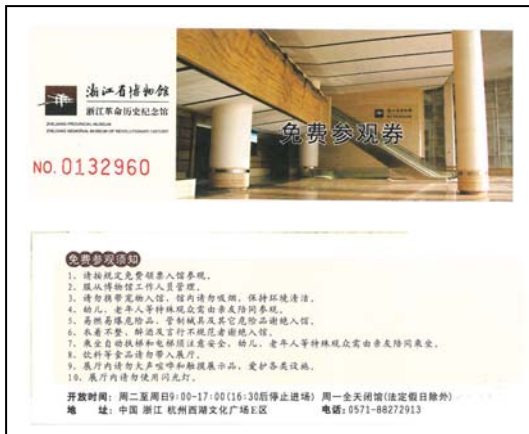 浙江省博物馆
浙江革命历史纪念馆
ZHEJIANG PROVINCIAL MUSEUM
ZHEJIANG MEMORIAL MUSEUM OF REVOLUTIONARY HISTORY
免费参观券
NO. 0132960
免费参观须知
1、请按规定免费领票入馆参观。
2、服从博物馆工作人员管理。
3、请勿携带宠物入馆，馆内请勿吸烟，保持环境清洁。
4、幼儿、老年人等特殊观众需由亲友陪同参观。
5、易燃易爆危险品、管制械具及其它危险品谢绝入馆。
6、衣着不整、醉酒及言行不规范者谢绝入馆。
7、乘坐自动扶梯和电梯须注意安全，幼儿、老年人等特殊观众需由亲友陪同乘坐。
8、饮料等食品请勿带入展厅。
9、展厅内请勿大声喧哗和触摸展示品，爱护各类设施。
10、展厅内请勿使用闪光灯。
开放时间：周二至周日9:00-17:00(16:30后停止进场) 周一全天闭馆(法定假日除外)
地 址：中国 浙江 杭州西湖文化广场E区 电话：0571-88272913